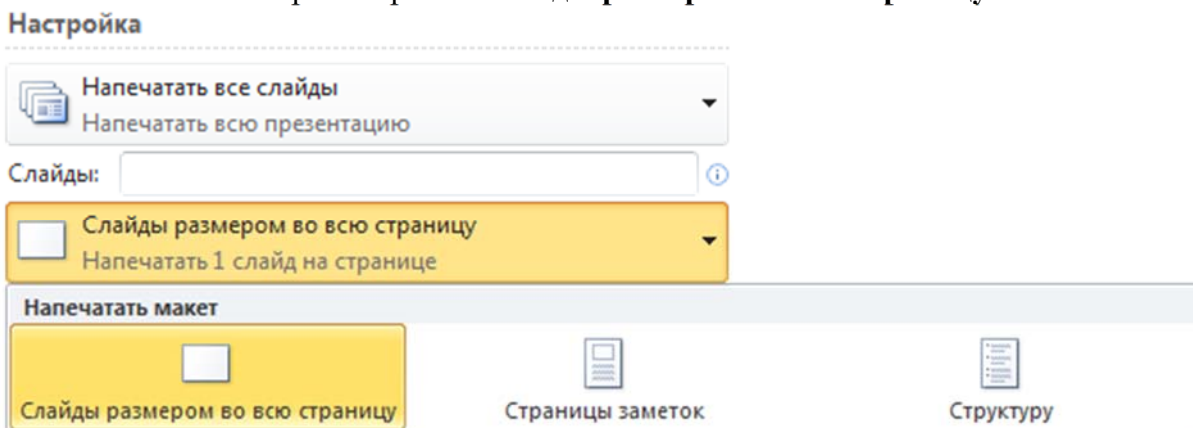 Настройка
Напечатать все слайды
Напечатать всю презентацию
Слайды:
Слайды размером во всю страницу
Напечатать 1 слайд на странице
Напечатать макет
Слайды размером во всю страницу Страницы заметок Структуру